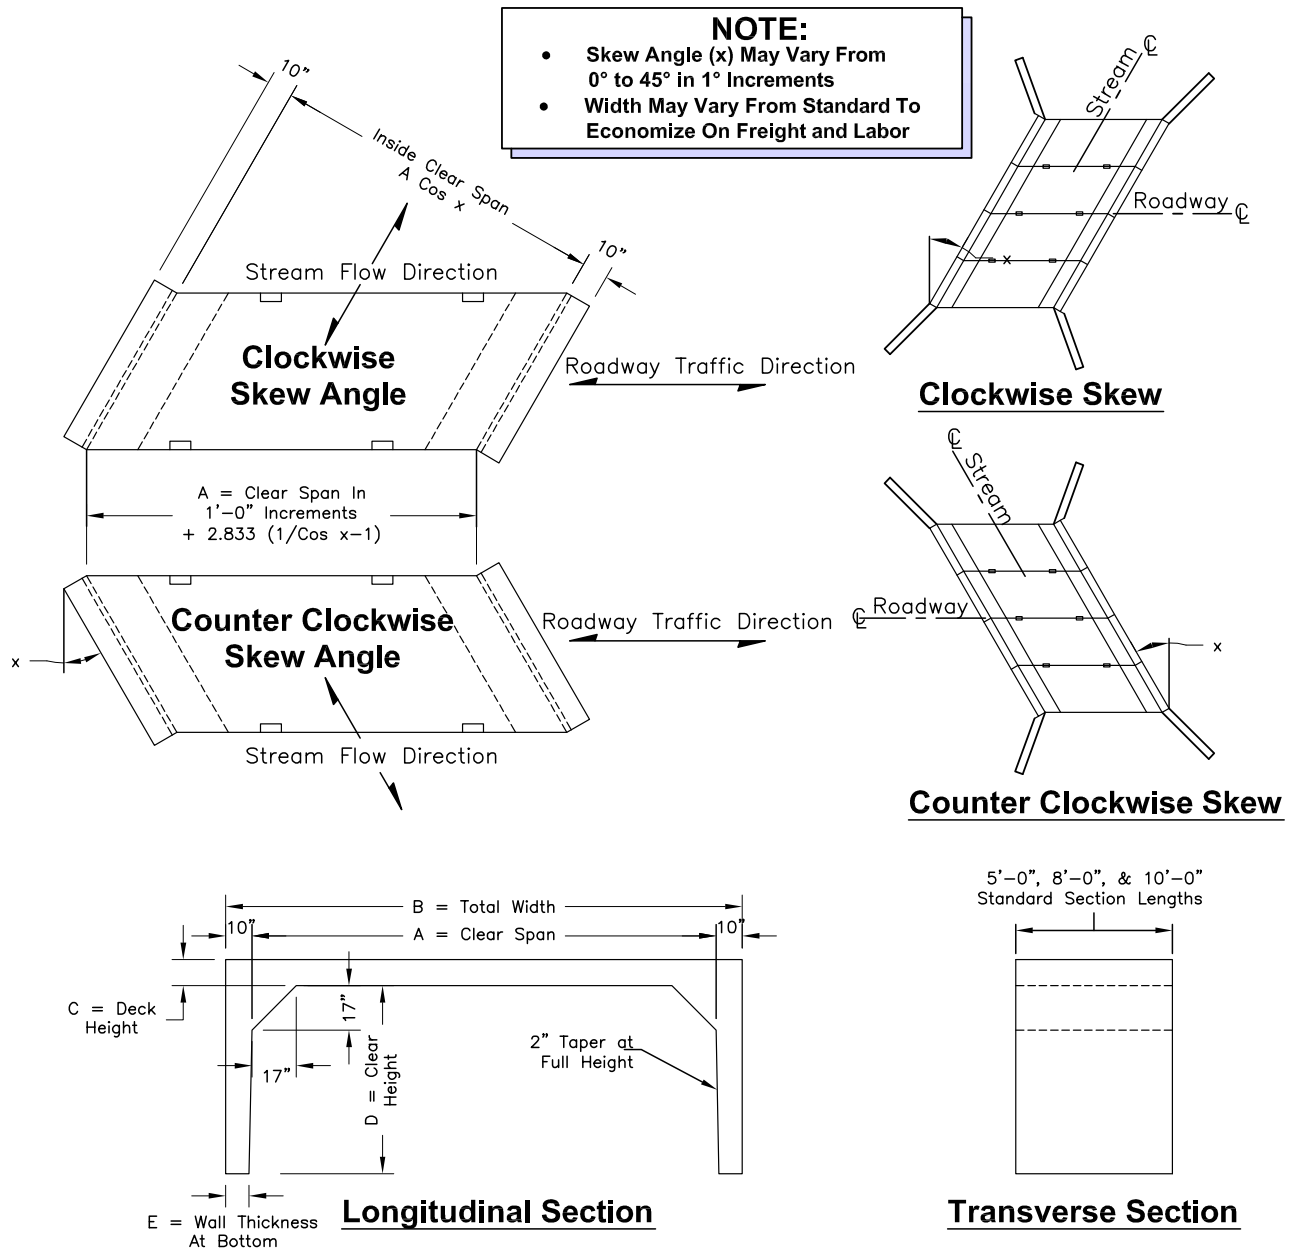 NOTE:
• Skew Angle (x) May Vary From
0° to 45° in 1° Increments
• Width May Vary From Standard To
Economize On Freight and Labor
10"
Inside Clear Span
A Cos x
10"
Stream Flow Direction
Clockwise
Skew Angle
Roadway Traffic Direction
A = Clear Span In
1'-0" Increments
+ 2.833 (1/Cos x-1)
Counter Clockwise
Skew Angle
Roadway Traffic Direction
x
Stream Flow Direction
Stream ℄
Roadway ℄
x
Clockwise Skew
℄ Stream
℄ Roadway
x
Counter Clockwise Skew
B = Total Width
10"
A = Clear Span
10"
C = Deck
Height
17"
17"
D = Clear
Height
2" Taper at
Full Height
E = Wall Thickness
At Bottom
Longitudinal Section
5'-0", 8'-0", & 10'-0"
Standard Section Lengths
Transverse Section